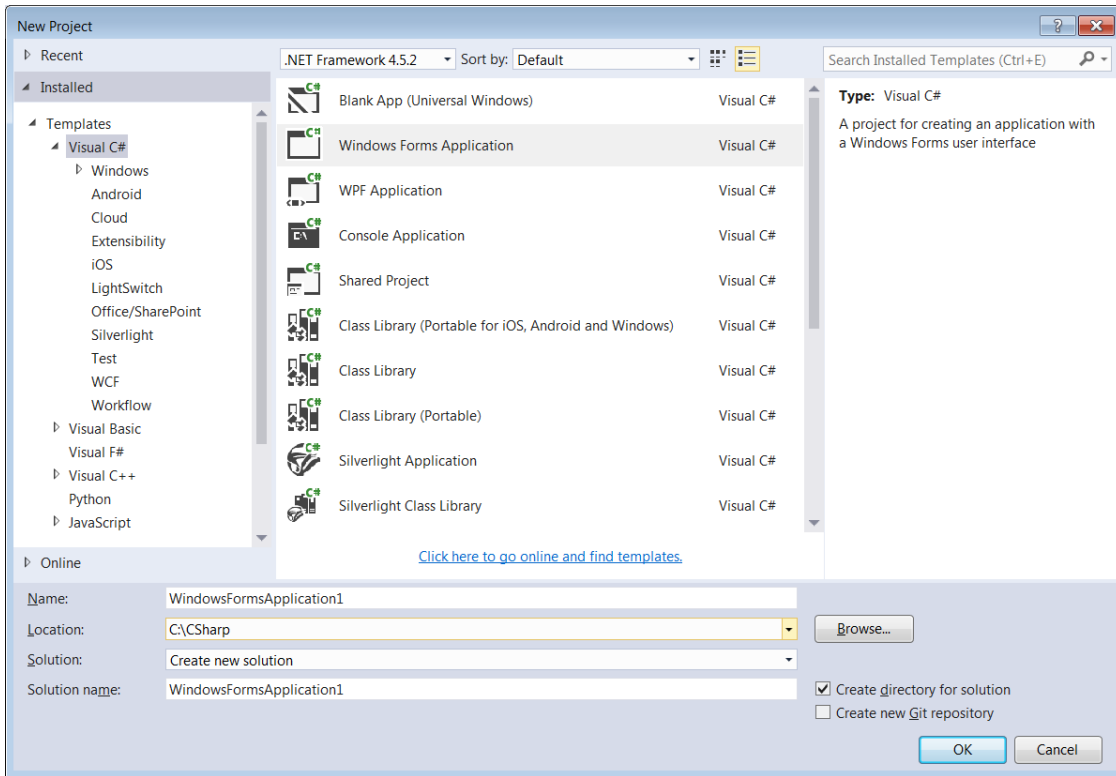 New Project
Recent
.NET Framework 4.5.2
Sort by: Default
Search Installed Templates (Ctrl+E)
Installed
Templates
Visual C#
Windows
Android
Cloud
Extensibility
iOS
LightSwitch
Office/SharePoint
Silverlight
Test
WCF
Workflow
Visual Basic
Visual F#
Visual C++
Python
JavaScript
Online
C# Blank App (Universal Windows) Visual C#
C# Windows Forms Application Visual C#
C# WPF Application Visual C#
C# Console Application Visual C#
C# Shared Project Visual C#
C# Class Library (Portable for iOS, Android and Windows) Visual C#
C# Class Library Visual C#
C# Class Library (Portable) Visual C#
C# Silverlight Application Visual C#
C# Silverlight Class Library Visual C#
Click here to go online and find templates.
Type: Visual C#
A project for creating an application with
a Windows Forms user interface
Name: WindowsFormsApplication1
Location: C:\CSharp
Browse...
Solution: Create new solution
Solution name: WindowsFormsApplication1
Create directory for solution
Create new Git repository
OK Cancel